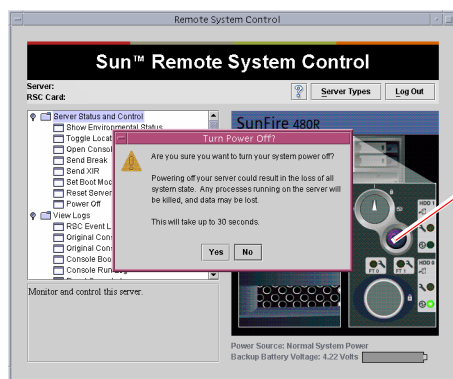 Remote System Control
Sun™ Remote System Control
Server:
RSC Card:
? Server Types Log Out
Server Status and Control
Show Environmental Status
Toggle Locat
Open Consol
Send Break
Send XIR
Set Boot Mod
Reset Server
Power Off
View Logs
RSC Event L
Original Con
Original Con
Console Boo
Console Run Log
SunFire 480R
Turn Power Off?
Are you sure you want to turn your system power off?
Powering off your server could result in the loss of all
system state. Any processes running on the server will
be killed, and data may be lost.
This will take up to 30 seconds.
Yes No
HDD 1
HDD 0
FT 0 FT 1
Monitor and control this server.
Power Source: Normal System Power
Backup Battery Voltage: 4.22 Volts